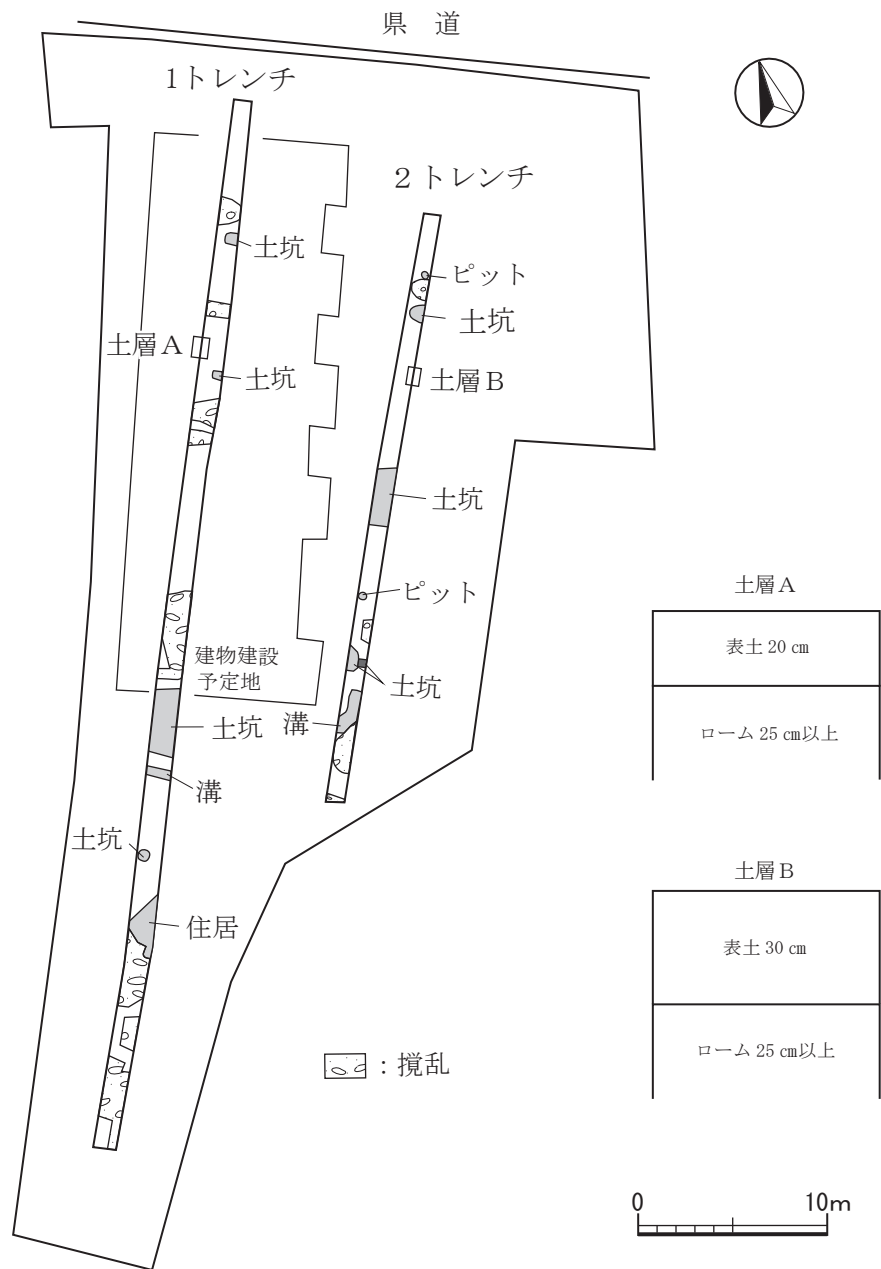 県 道
1トレンチ
2トレンチ
ピット
土坑
土坑
土層A
土層B
土坑
土坑
ピット
建物建設
予定地
土坑
土坑
溝
溝
土坑
住居
：撹乱
土層A
表土 20 ㎝
ローム 25 ㎝以上
土層B
表土 30 ㎝
ローム 25 ㎝以上
0 10m